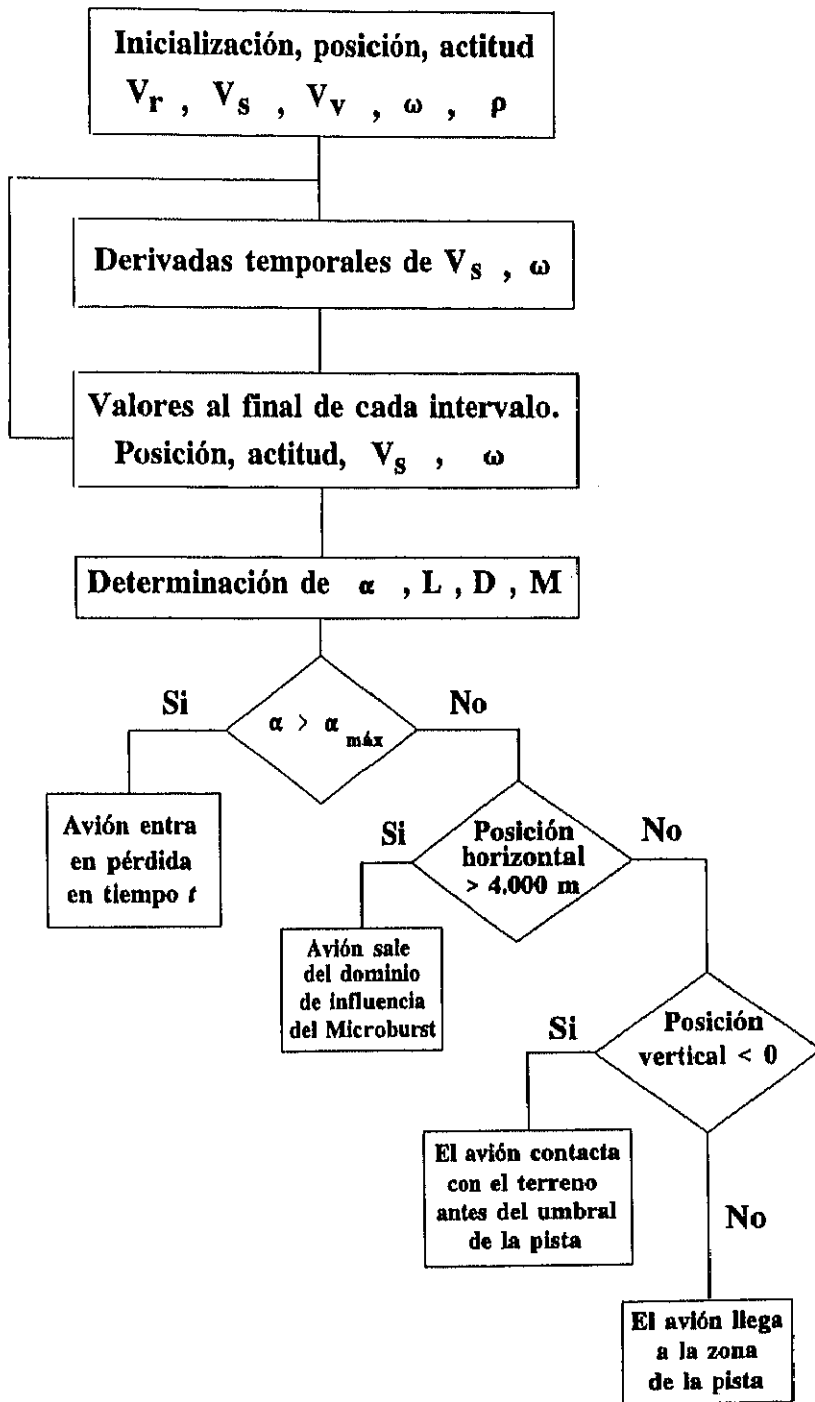 Inicialización, posición, actitud
Vr , Vs , Vv , ω , ρ
Derivadas temporales de Vs , ω
Valores al final de cada intervalo.
Posición, actitud, Vs , ω
Determinación de α , L , D , M
Si
α > α máx
No
Avión entra
en pérdida
en tiempo t
Si
Posición
horizontal
> 4.000 m
No
Avión sale
del dominio
de influencia
del Microburst
Si
Posición
vertical < 0
El avión contacta
con el terreno
antes del umbral
de la pista
No
El avión llega
a la zona
de la pista